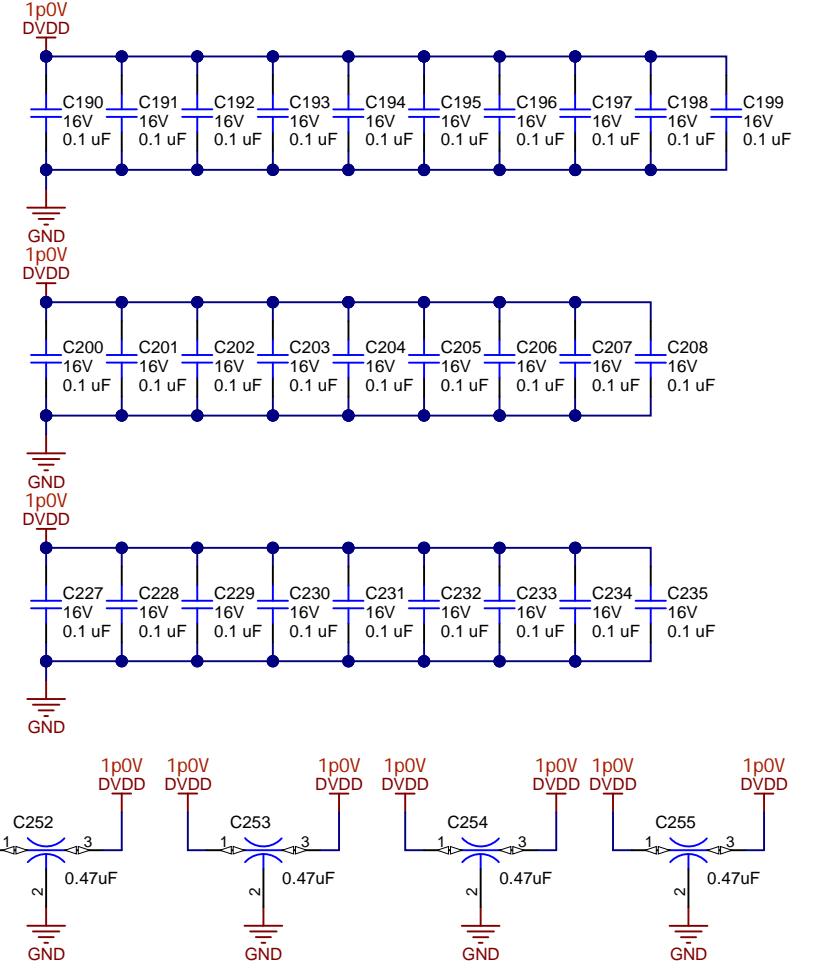 1p0V
DVDD
C190 C191 C192 C193 C194 C195 C196 C197 C198 C199
16V 16V 16V 16V 16V 16V 16V 16V 16V 16V
0.1 uF 0.1 uF 0.1 uF 0.1 uF 0.1 uF 0.1 uF 0.1 uF 0.1 uF 0.1 uF 0.1 uF
GND
1p0V
DVDD
C200 C201 C202 C203 C204 C205 C206 C207 C208
16V 16V 16V 16V 16V 16V 16V 16V 16V
0.1 uF 0.1 uF 0.1 uF 0.1 uF 0.1 uF 0.1 uF 0.1 uF 0.1 uF 0.1 uF
GND
1p0V
DVDD
C227 C228 C229 C230 C231 C232 C233 C234 C235
16V 16V 16V 16V 16V 16V 16V 16V 16V
0.1 uF 0.1 uF 0.1 uF 0.1 uF 0.1 uF 0.1 uF 0.1 uF 0.1 uF 0.1 uF
GND
1p0V 1p0V 1p0V 1p0V 1p0V 1p0V 1p0V
DVDD DVDD DVDD DVDD DVDD DVDD DVDD
C252 C253 C254 C255
1 3 1 3 1 3 1 3
0.47uF 0.47uF 0.47uF 0.47uF
2 2 2 2
GND GND GND GND